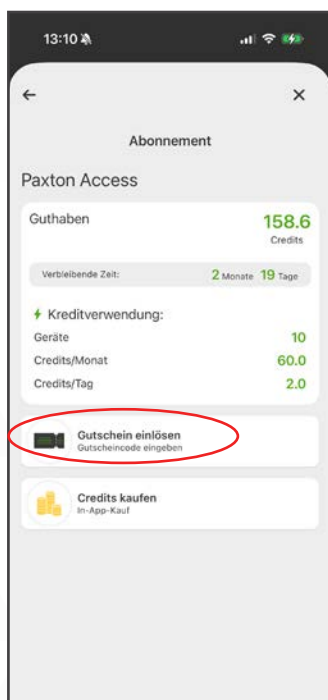 13:10
Abonnement
Paxton Access
Guthaben
158.6
Credits
Verbleibende Zeit:
2 Monate 19 Tage
Kreditverwendung:
Geräte
10
Credits/Monat
60.0
Credits/Tag
2.0
Gutschein einlösen
Gutscheincode eingeben
Credits kaufen
In-App-Kauf